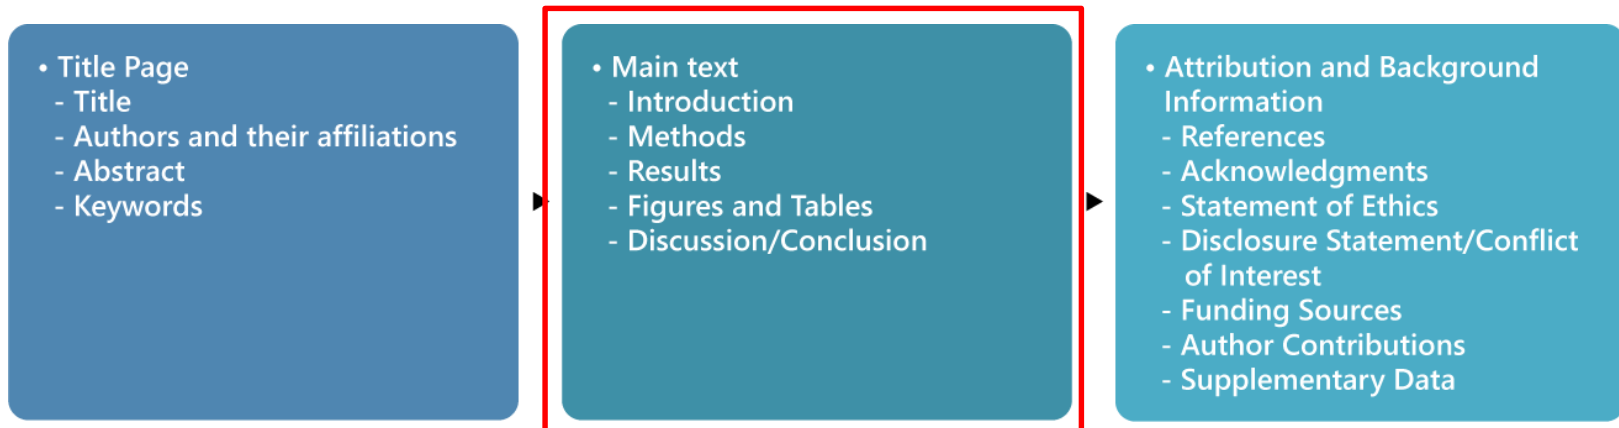 • Title Page
- Title
- Authors and their affiliations
- Abstract
- Keywords
• Main text
- Introduction
- Methods
- Results
- Figures and Tables
- Discussion/Conclusion
• Attribution and Background
Information
- References
- Acknowledgments
- Statement of Ethics
- Disclosure Statement/Conflict
of Interest
- Funding Sources
- Author Contributions
- Supplementary Data